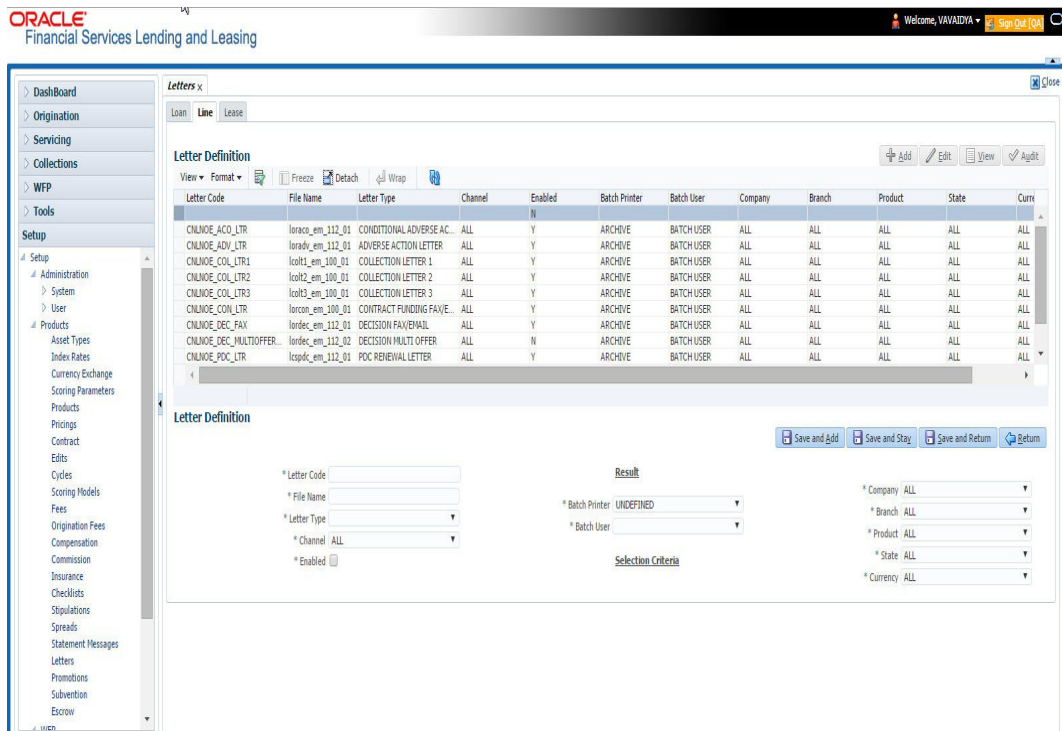 ORACLE'
Financial Services Lending and Leasing
Welcome, VAVAIDYA
Sign Out [QA]
DashBoard
Origination
Servicing
Collections
WFP
Tools
Setup
Setup
Administration
System
User
Products
Asset Types
Index Rates
Currency Exchange
Scoring Parameters
Products
Pricings
Contract
Edits
Cycles
Scoring Models
Fees
Origination Fees
Compensation
Commission
Insurance
Checklists
Stipulations
Spreads
Statement Messages
Letters
Promotions
Subvention
Escrow
WFP
Letters x
Close
Loan Line Lease
Letter Definition
Add Edit View Audit
View Format Freeze Detach Wrap
Letter Code File Name Letter Type Channel Enabled Batch Printer Batch User Company Branch Product State Curre
N
CNLNOE_ACO_LTR loraco_em_112_01 CONDITIONAL ADVERSE AC... ALL Y ARCHIVE BATCH USER ALL ALL ALL ALL ALL
CNLNOE_ADV_LTR loradv_em_112_01 ADVERSE ACTION LETTER ALL Y ARCHIVE BATCH USER ALL ALL ALL ALL ALL
CNLNOE_COL_LTR1 lcolt1_em_100_01 COLLECTION LETTER 1 ALL Y ARCHIVE BATCH USER ALL ALL ALL ALL ALL
CNLNOE_COL_LTR2 lcolt2_em_100_01 COLLECTION LETTER 2 ALL Y ARCHIVE BATCH USER ALL ALL ALL ALL ALL
CNLNOE_COL_LTR3 lcolt3_em_100_01 COLLECTION LETTER 3 ALL Y ARCHIVE BATCH USER ALL ALL ALL ALL ALL
CNLNOE_CON_LTR lorcon_em_100_01 CONTRACT FUNDING FAX/E... ALL Y ARCHIVE BATCH USER ALL ALL ALL ALL ALL
CNLNOE_DEC_FAX lordec_em_112_01 DECISION FAX/EMAIL ALL Y ARCHIVE BATCH USER ALL ALL ALL ALL ALL
CNLNOE_DEC_MULTIOFFER... lordec_em_112_02 DECISION MULTI OFFER ALL N ARCHIVE BATCH USER ALL ALL ALL ALL ALL
CNLNOE_PDC_LTR lcspdc_em_112_01 PDC RENEWAL LETTER ALL Y ARCHIVE BATCH USER ALL ALL ALL ALL ALL
Letter Definition
Save and Add Save and Stay Save and Return Return
* Letter Code
* File Name
* Letter Type
* Channel ALL
* Enabled
Result
* Batch Printer UNDEFINED
* Batch User
Selection Criteria
* Company ALL
* Branch ALL
* Product ALL
* State ALL
* Currency ALL